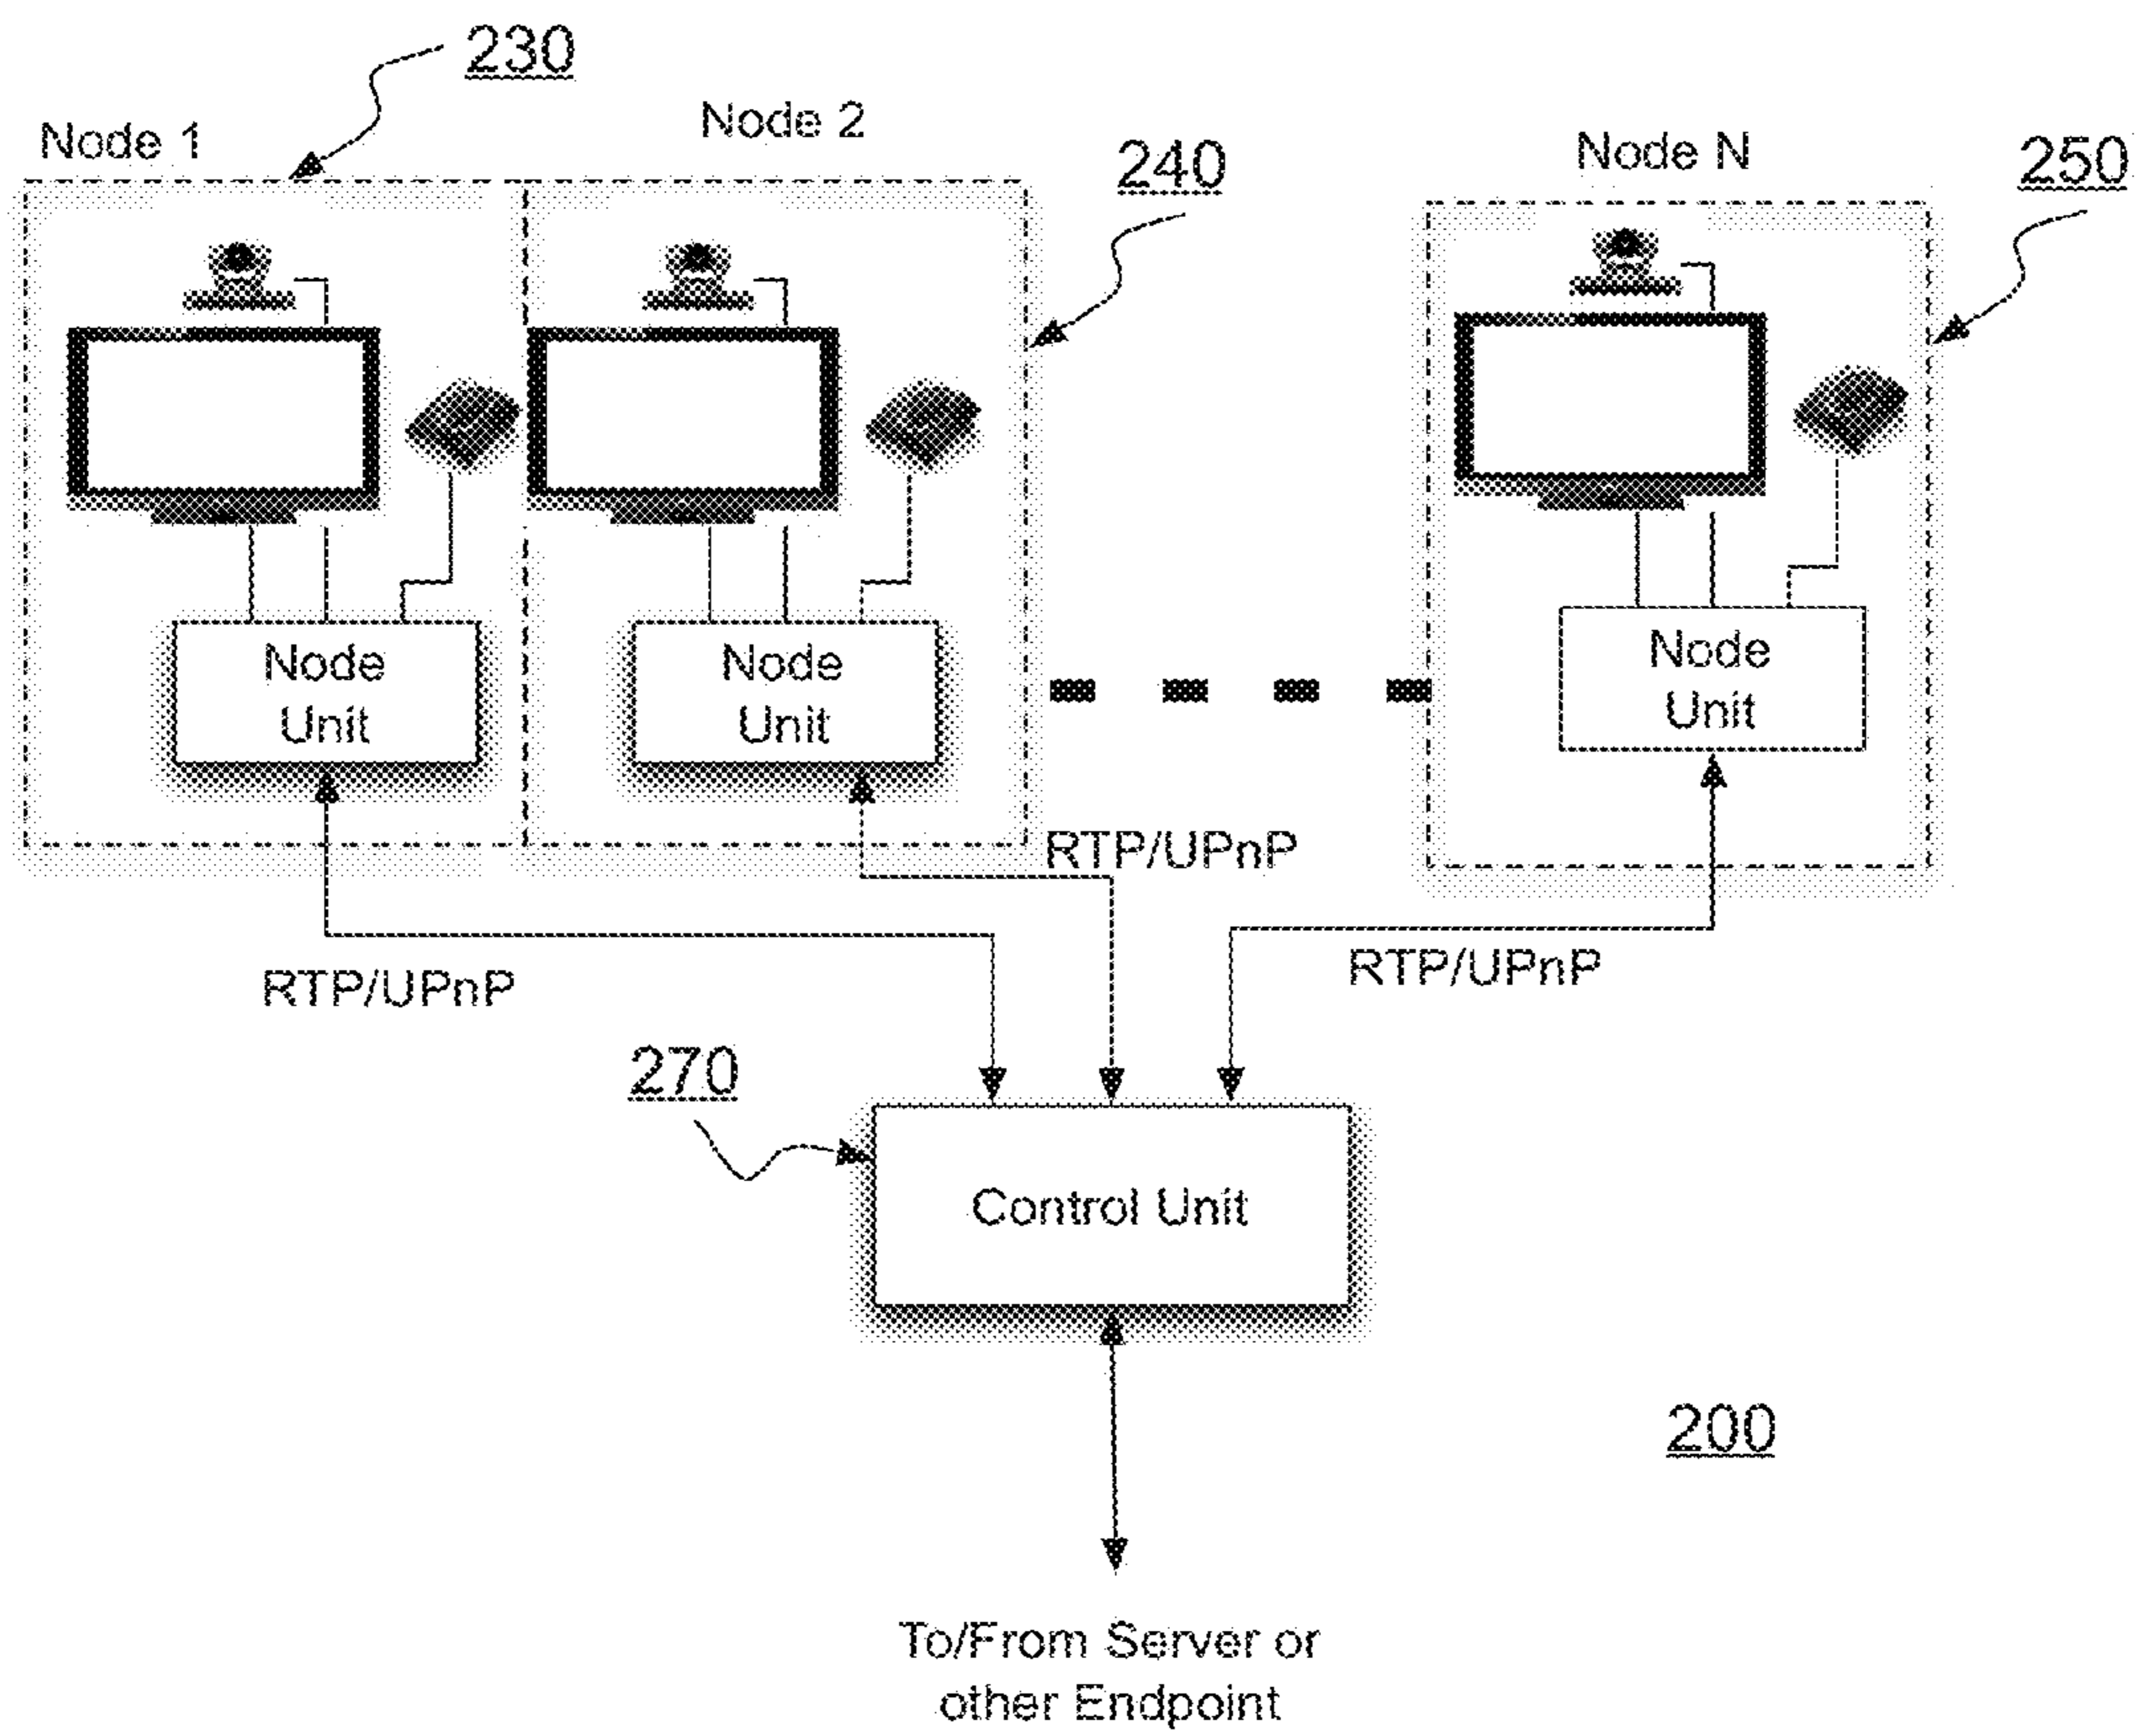 230
Node 1
Node 2
240
Node N
250
Node
Unit
Node
Unit
Node
Unit
RTP/UPnP
RTP/UPnP
RTP/UPnP
270
Control Unit
200
To/From Server or
other Endpoint